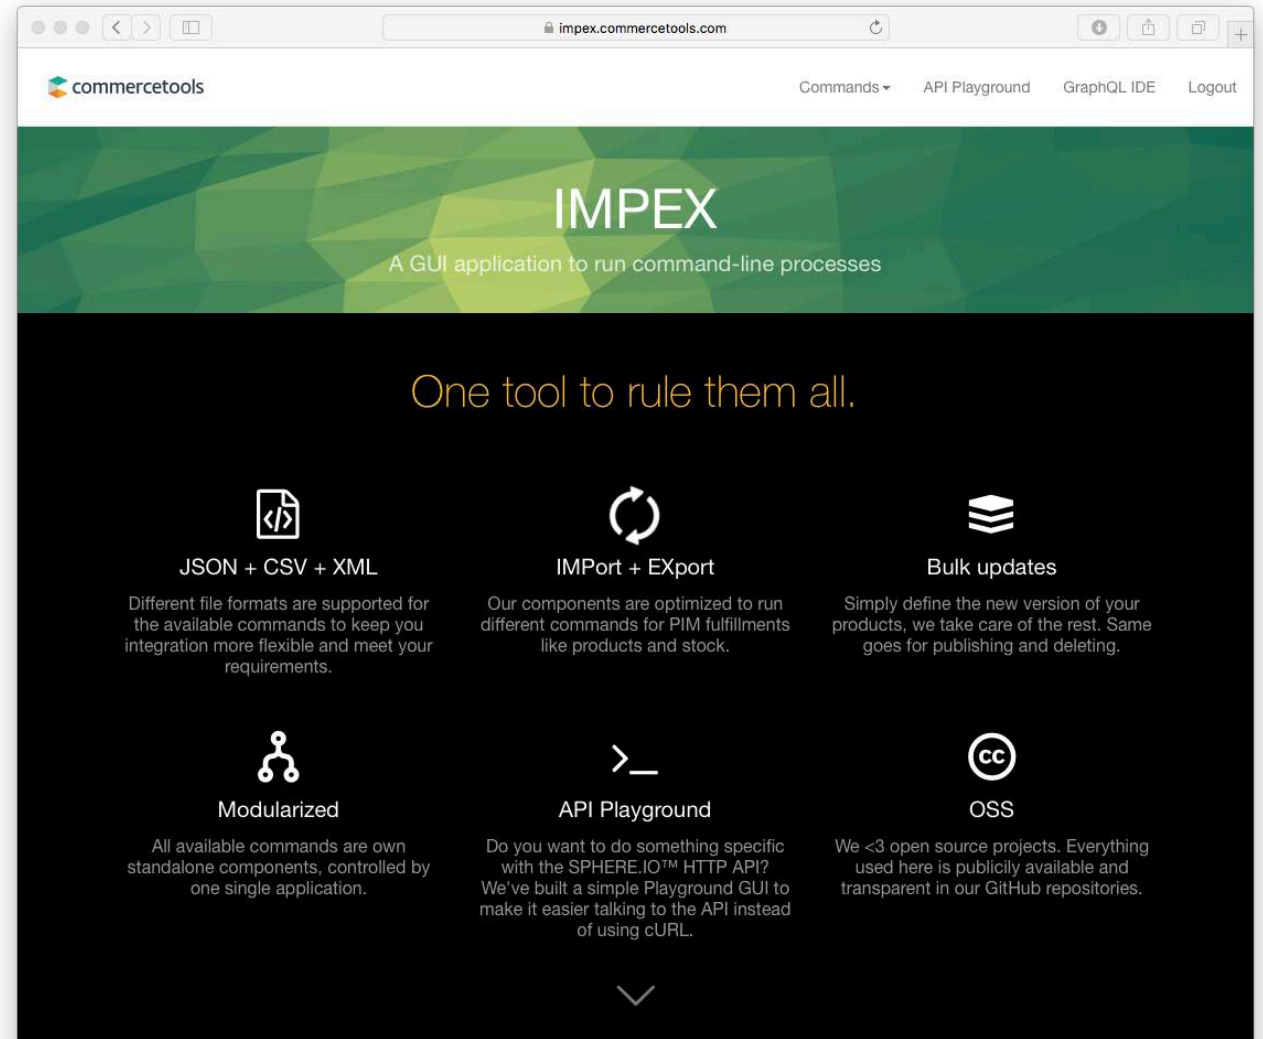 impex.commercetools.com
commercetools
Commands API Playground GraphQL IDE Logout
IMPEX
A GUI application to run command-line processes
One tool to rule them all.
JSON + CSV + XML
Different file formats are supported for
the available commands to keep you
integration more flexible and meet your
requirements.
IMPort + EXport
Our components are optimized to run
different commands for PIM fulfillments
like products and stock.
Bulk updates
Simply define the new version of your
products, we take care of the rest. Same
goes for publishing and deleting.
Modularized
All available commands are own
standalone components, controlled by
one single application.
API Playground
Do you want to do something specific
with the SPHERE.IO™ HTTP API?
We've built a simple Playground GUI to
make it easier talking to the API instead
of using cURL.
cc
OSS
We <3 open source projects. Everything
used here is publicily available and
transparent in our GitHub repositories.